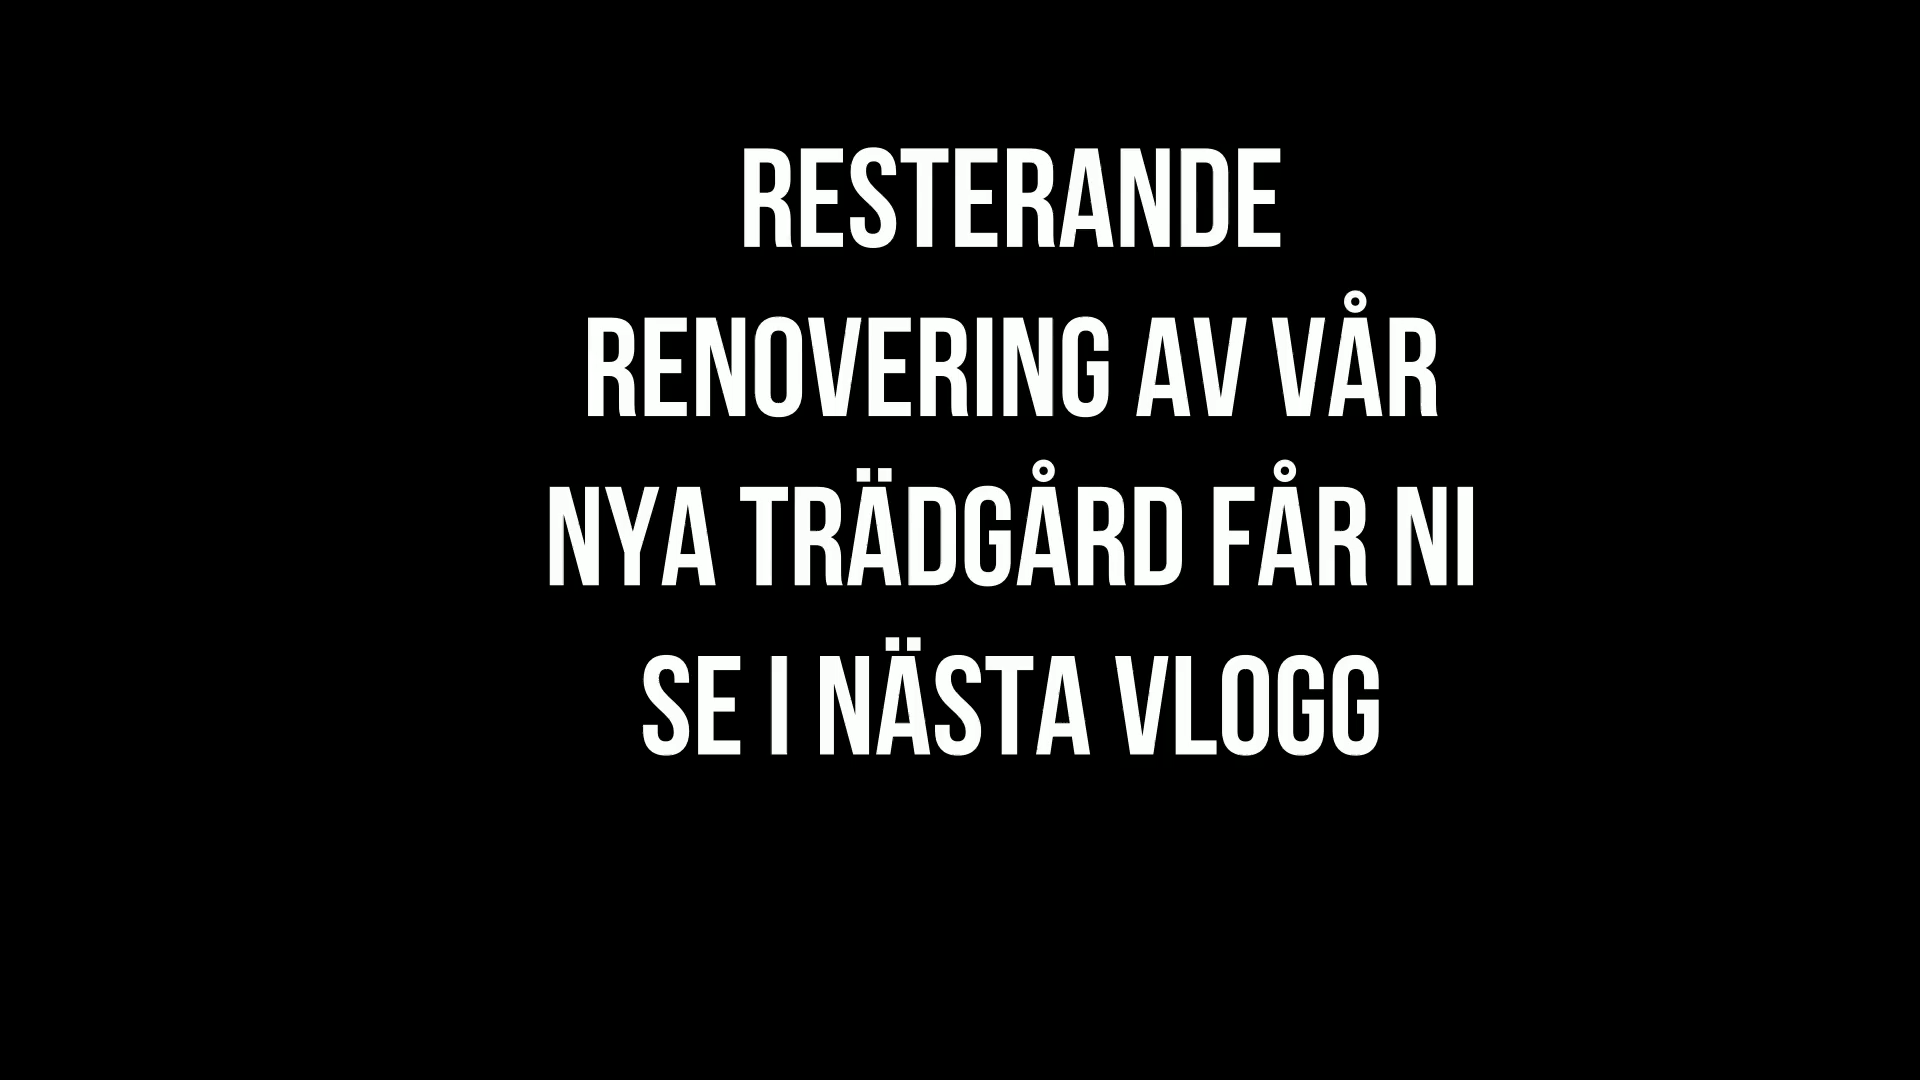 RESTERANDE
RENOVERING AV VÅR
NYA TRÄDGÅRD FÅR NI
SE I NÄSTA VLOGG